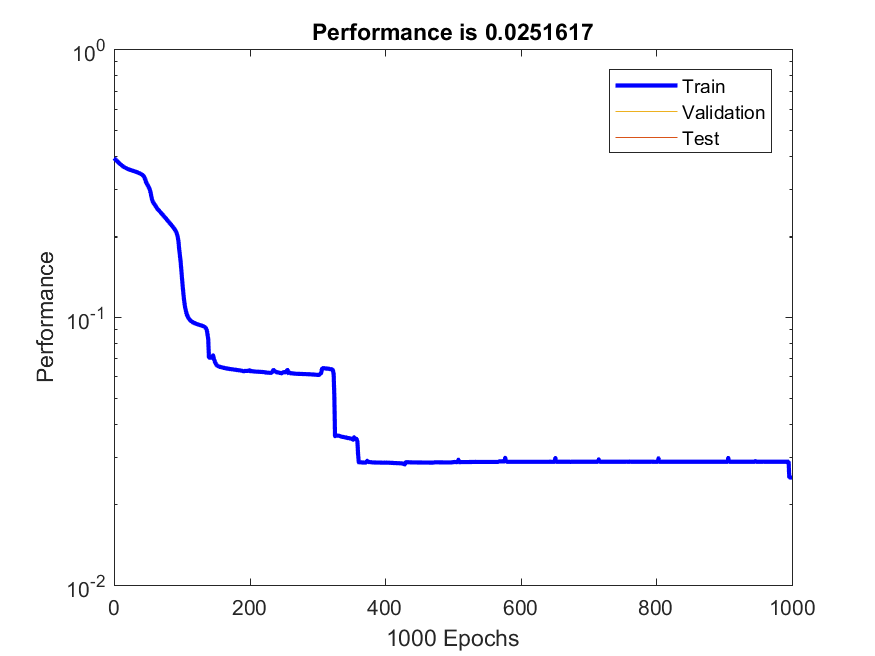 Performance is 0.0251617
10^0
Train
Validation
Test
10^-1
Performance
10^-2
0 200 400 600 800 1000
1000 Epochs